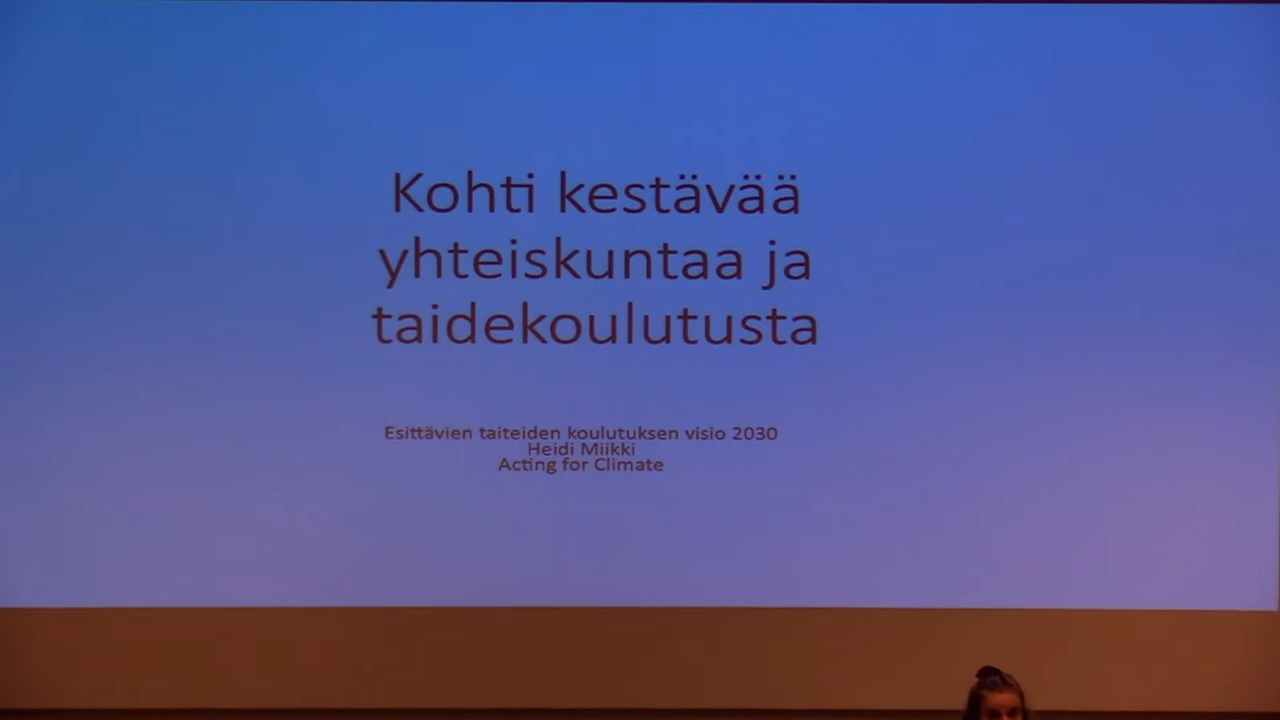 Kohti kestävää
yhteiskuntaa ja
taidekoulutusta
Esittävien taiteiden koulutuksen visio 2030
Heidi Miikki
Acting for Climate